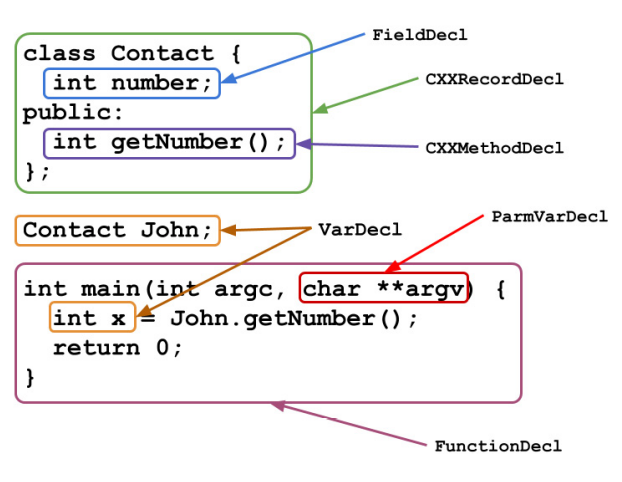 class Contact {
int number;
public:
int getNumber();
};
FieldDecl
CXXRecordDecl
CXXMethodDecl
Contact John;
VarDecl
ParmVarDecl
int main(int argc, char **argv) {
int x = John.getNumber();
return 0;
}
FunctionDecl